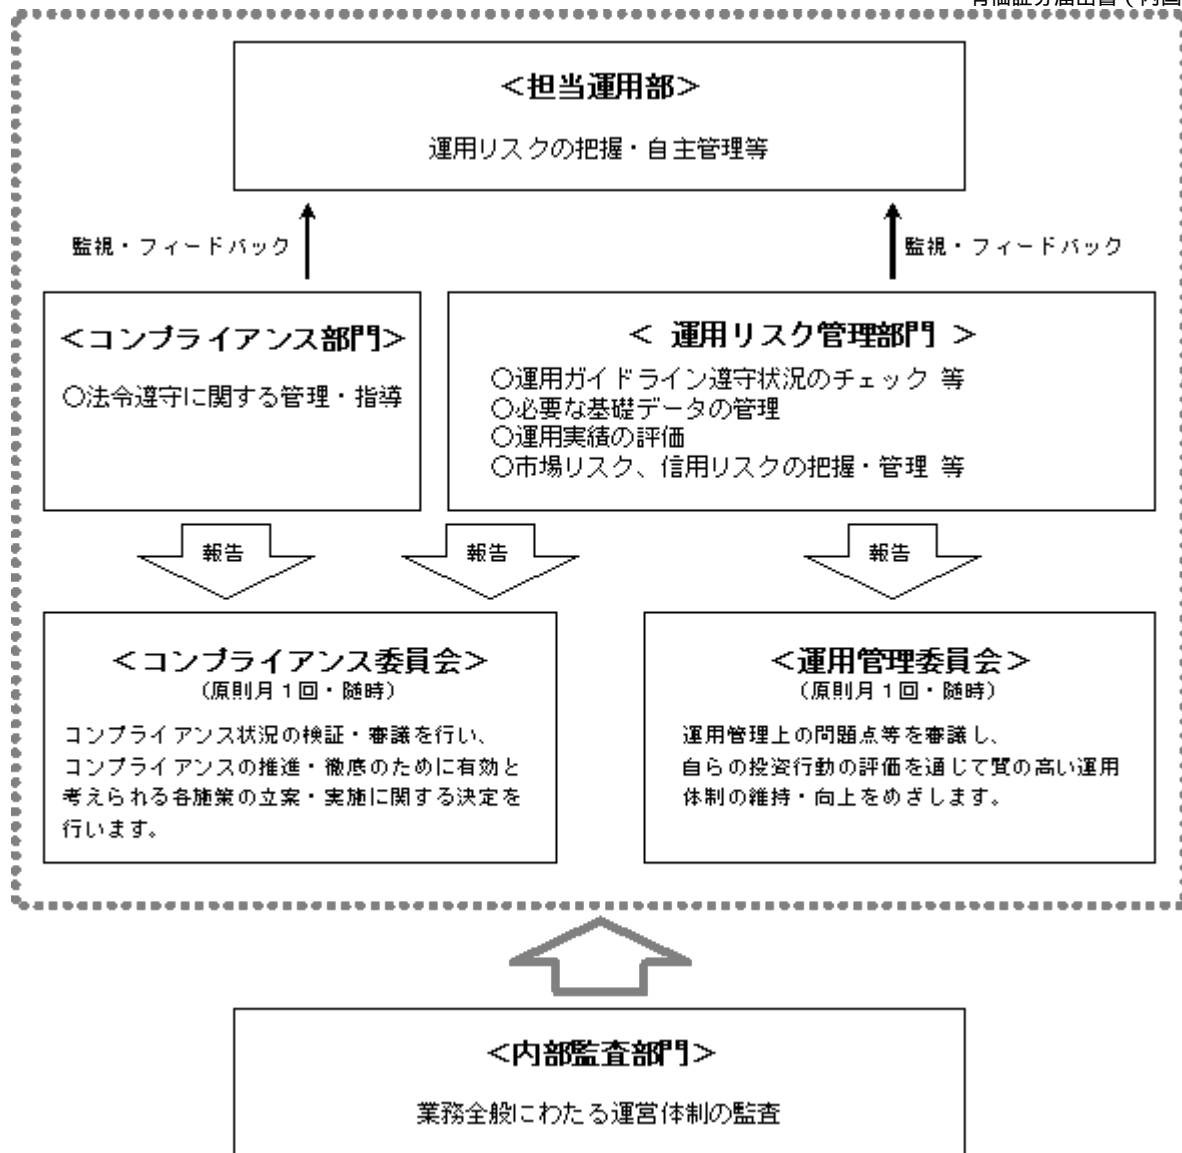 有価証券届出書(内国
<担当運用部>
運用リスクの把握・自主管理等
監視・フィードバック
監視・フィードバック
<コンプライアンス部門>
○法令遵守に関する管理・指導
< 運用リスク管理部門 >
○運用ガイドライン遵守状況のチェック 等
○必要な基礎データの管理
○運用実績の評価
○市場リスク、信用リスクの把握・管理 等
報告
報告
報告
<コンプライアンス委員会>
(原則月1回・随時)
コンプライアンス状況の検証・審議を行い、
コンプライアンスの推進・徹底のために有効と
考えられる各施策の立案・実施に関する決定を
行います。
<運用管理委員会>
(原則月1回・随時)
運用管理上の問題点等を審議し、
自らの投資行動の評価を通じて質の高い運用
体制の維持・向上をめざします。
<内部監査部門>
業務全般にわたる運営体制の監査